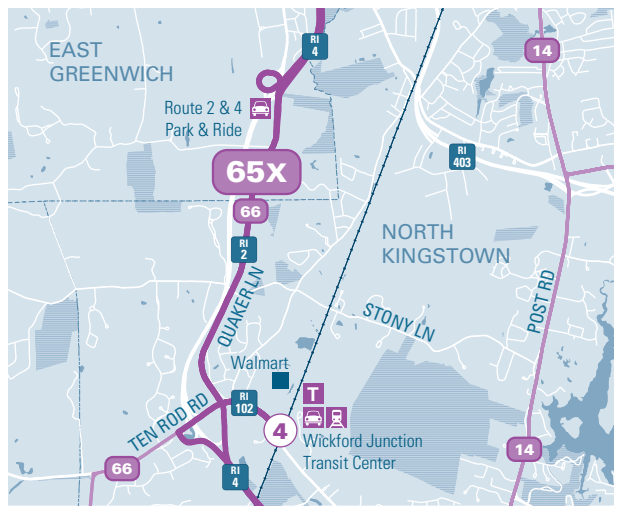 EAST
GREENWICH
RI
4
14
Route 2 & 4
Park & Ride
RI
403
65X
66
RI
2
NORTH
KINGSTOWN
QUAKER LN
STONY LN
POST RD
Walmart
RI
102
T
TEN ROD RD
4
Wickford Junction
Transit Center
66
RI
4
14